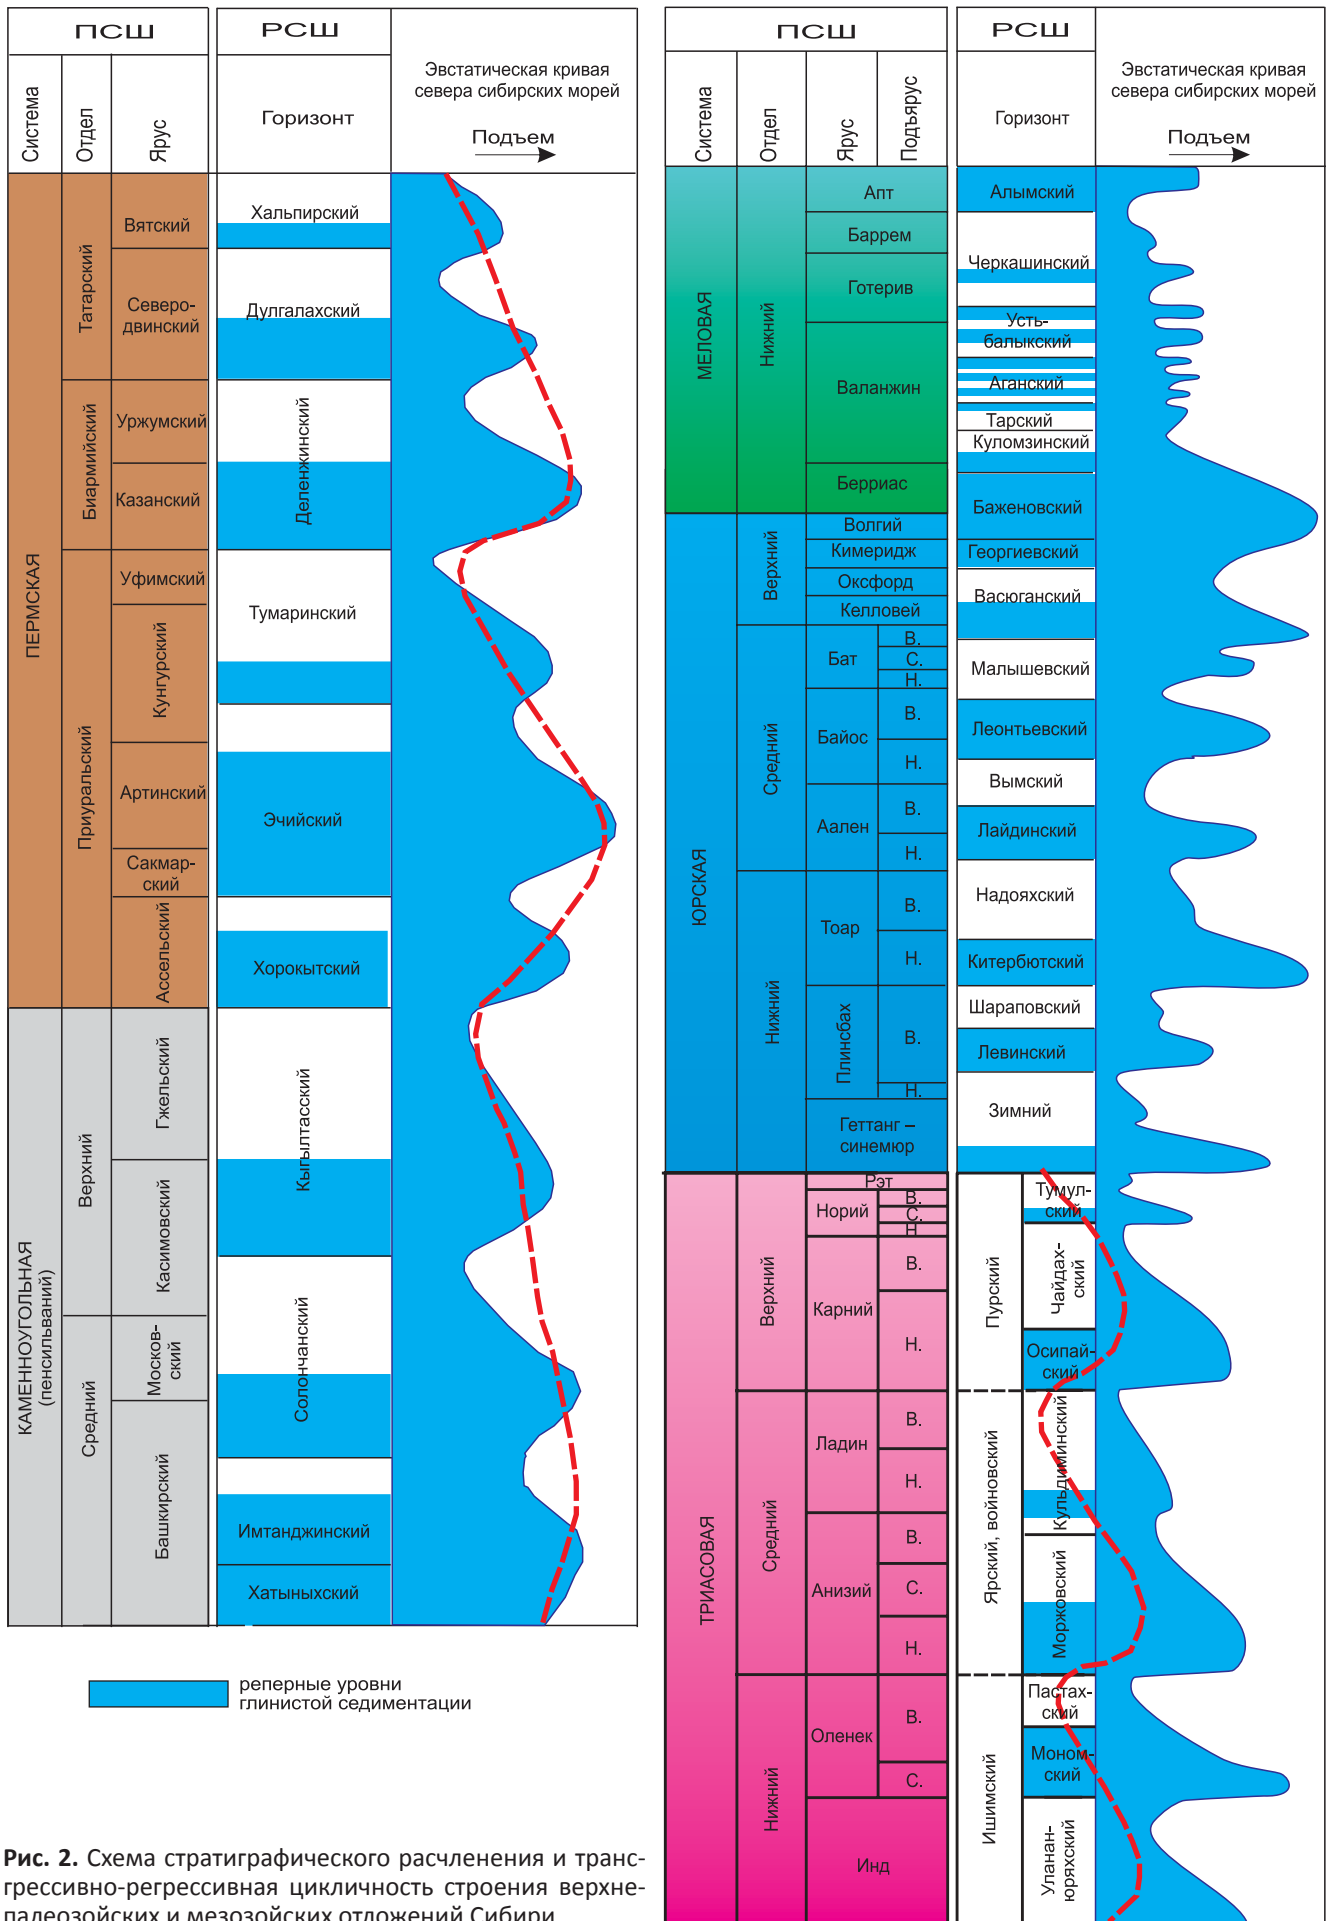 ПСШ
РСШ
Система
Отдел
Ярус
Горизонт
Эвстатическая кривая
севера сибирских морей
Подъем
ПЕРМСКАЯ
Татарский
Вятский
Северо-
двинский
Биармийский
Уржумский
Казанский
Приуральский
Уфимский
Кунгурский
Артинский
Сакмар-
ский
Ассельский
КАМЕННОУГОЛЬНАЯ
(пенсильваний)
Верхний
Гжельский
Касимовский
Средний
Москов-
ский
Башкирский
Хальпирский
Дулгалахский
Деленжинский
Тумаринский
Эчийский
Хорокытский
Кыгылтасский
Солончанский
Имтанджинский
Хатыныхский
реперные уровни
глинистой седиментации
Рис. 2. Схема стратиграфического расчленения и транс-
грессивно-регрессивная цикличность строения верхне-
палеозойских и мезозойских отложений Сибири
ПСШ
РСШ
Система
Отдел
Ярус
Подъярус
Горизонт
Эвстатическая кривая
севера сибирских морей
Подъем
МЕЛОВАЯ
Нижний
Апт
Баррем
Готерив
Валанжин
Берриас
ЮРСКАЯ
Верхний
Волгий
Кимеридж
Оксфорд
Келловей
Средний
Бат
В.
С.
Н.
Байос
В.
Н.
Аален
В.
Н.
Нижний
Тоар
В.
Н.
Плинсбах
В.
Н.
Геттанг –
синемюр
ТРИАСОВАЯ
Верхний
Рэт
Норий
В.
С.
Н.
Карний
В.
Н.
Средний
Ладин
В.
Н.
Анизий
В.
С.
Н.
Нижний
Оленек
В.
С.
Инд
Алымский
Черкашинский
Усть-
балыкский
Аганский
Тарский
Куломзинский
Баженовский
Георгиевский
Васюганский
Малышевский
Леонтьевский
Вымский
Лайдинский
Надояхский
Китербютский
Шараповский
Левинский
Зимний
Пурский
Тумул-
ский
Чайдах-
ский
Осипай-
ский
Ярский, войновский
Кульдиминский
Моржовский
Ишимский
Пастах-
ский
Моном-
ский
Уланан-
юряхский